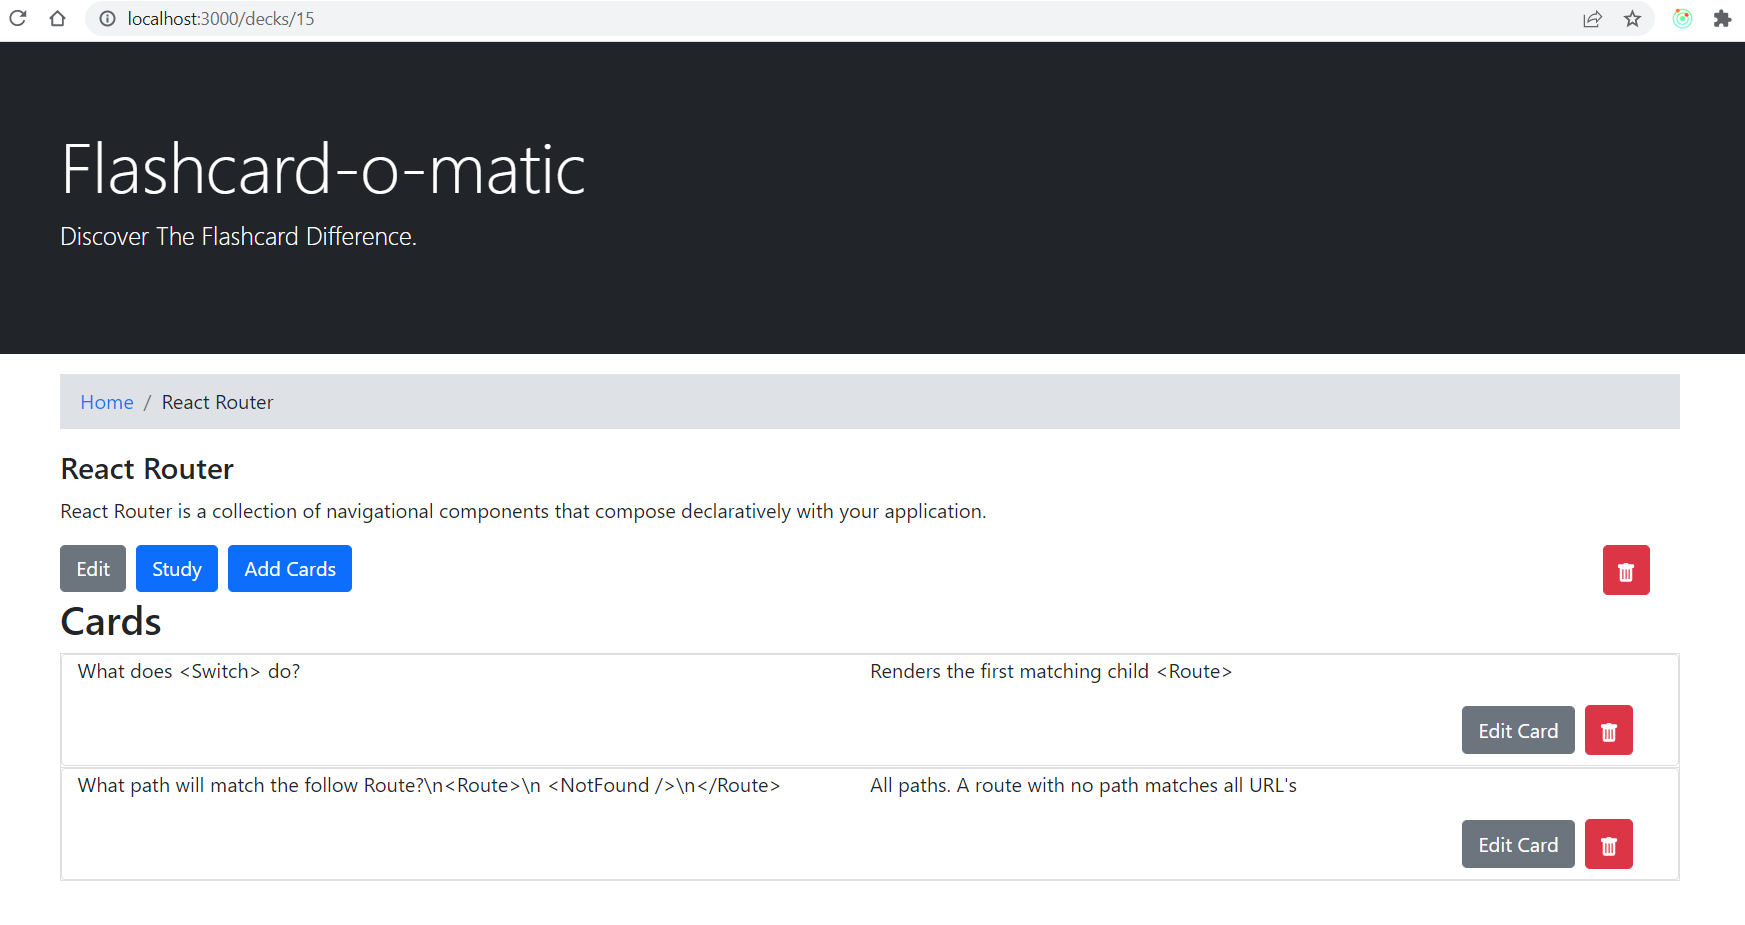 localhost:3000/decks/15
Flashcard-o-matic
Discover The Flashcard Difference.
Home / React Router
React Router
React Router is a collection of navigational components that compose declaratively with your application.
Edit Study Add Cards
Cards
What does <Switch> do? Renders the first matching child <Route>
Edit Card
What path will match the follow Route?\n<Route>\n <NotFound />\n</Route> All paths. A route with no path matches all URL's
Edit Card